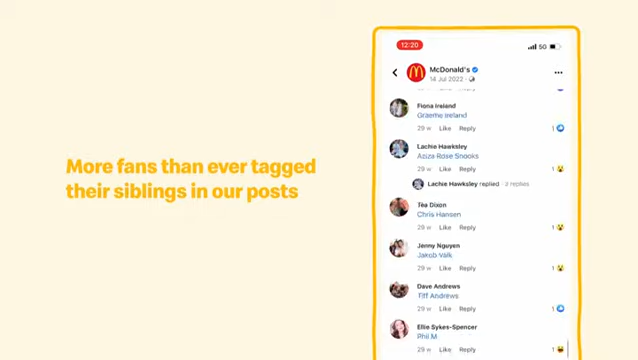 More fans than ever tagged
their siblings in our posts
12:20
5G
McDonald's
14 Jul 2022
Fiona Ireland
Graeme Ireland
29 w Like Reply 1
Lachie Hawksley
Aziza Rose Snooks
29 w Like Reply 1
Lachie Hawksley replied · 2 replies
Tea Dixon
Chris Hansen
29 w Like Reply 1
Jenny Nguyen
Jakob Valk
29 w Like Reply 1
Dave Andrews
Tiff Andrews
29 w Like Reply 1
Ellie Sykes-Spencer
Phil M
29 w Like Reply 1